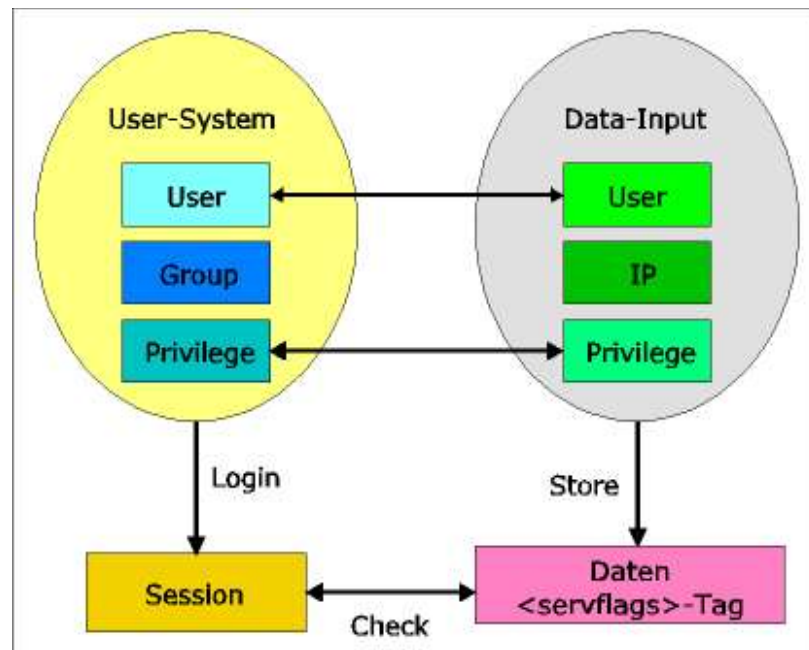 User-System
Data-Input
User
User
Group
IP
Privilege
Privilege
Login
Store
Session
Daten
<servflags>-Tag
Check